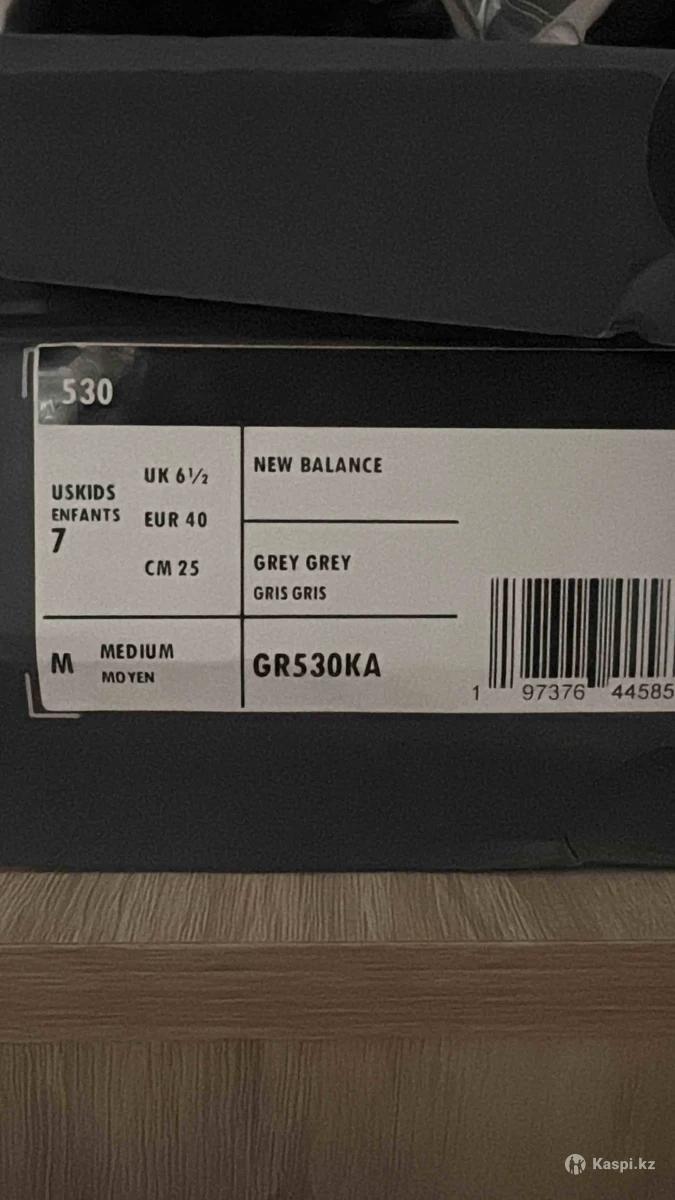 530
USKIDS
ENFANTS
7
UK 6½
EUR 40
CM 25
NEW BALANCE
GREY GREY
GRIS GRIS
M
MEDIUM
MOYEN
GR530KA
1 97376 44585
Kaspi.kz